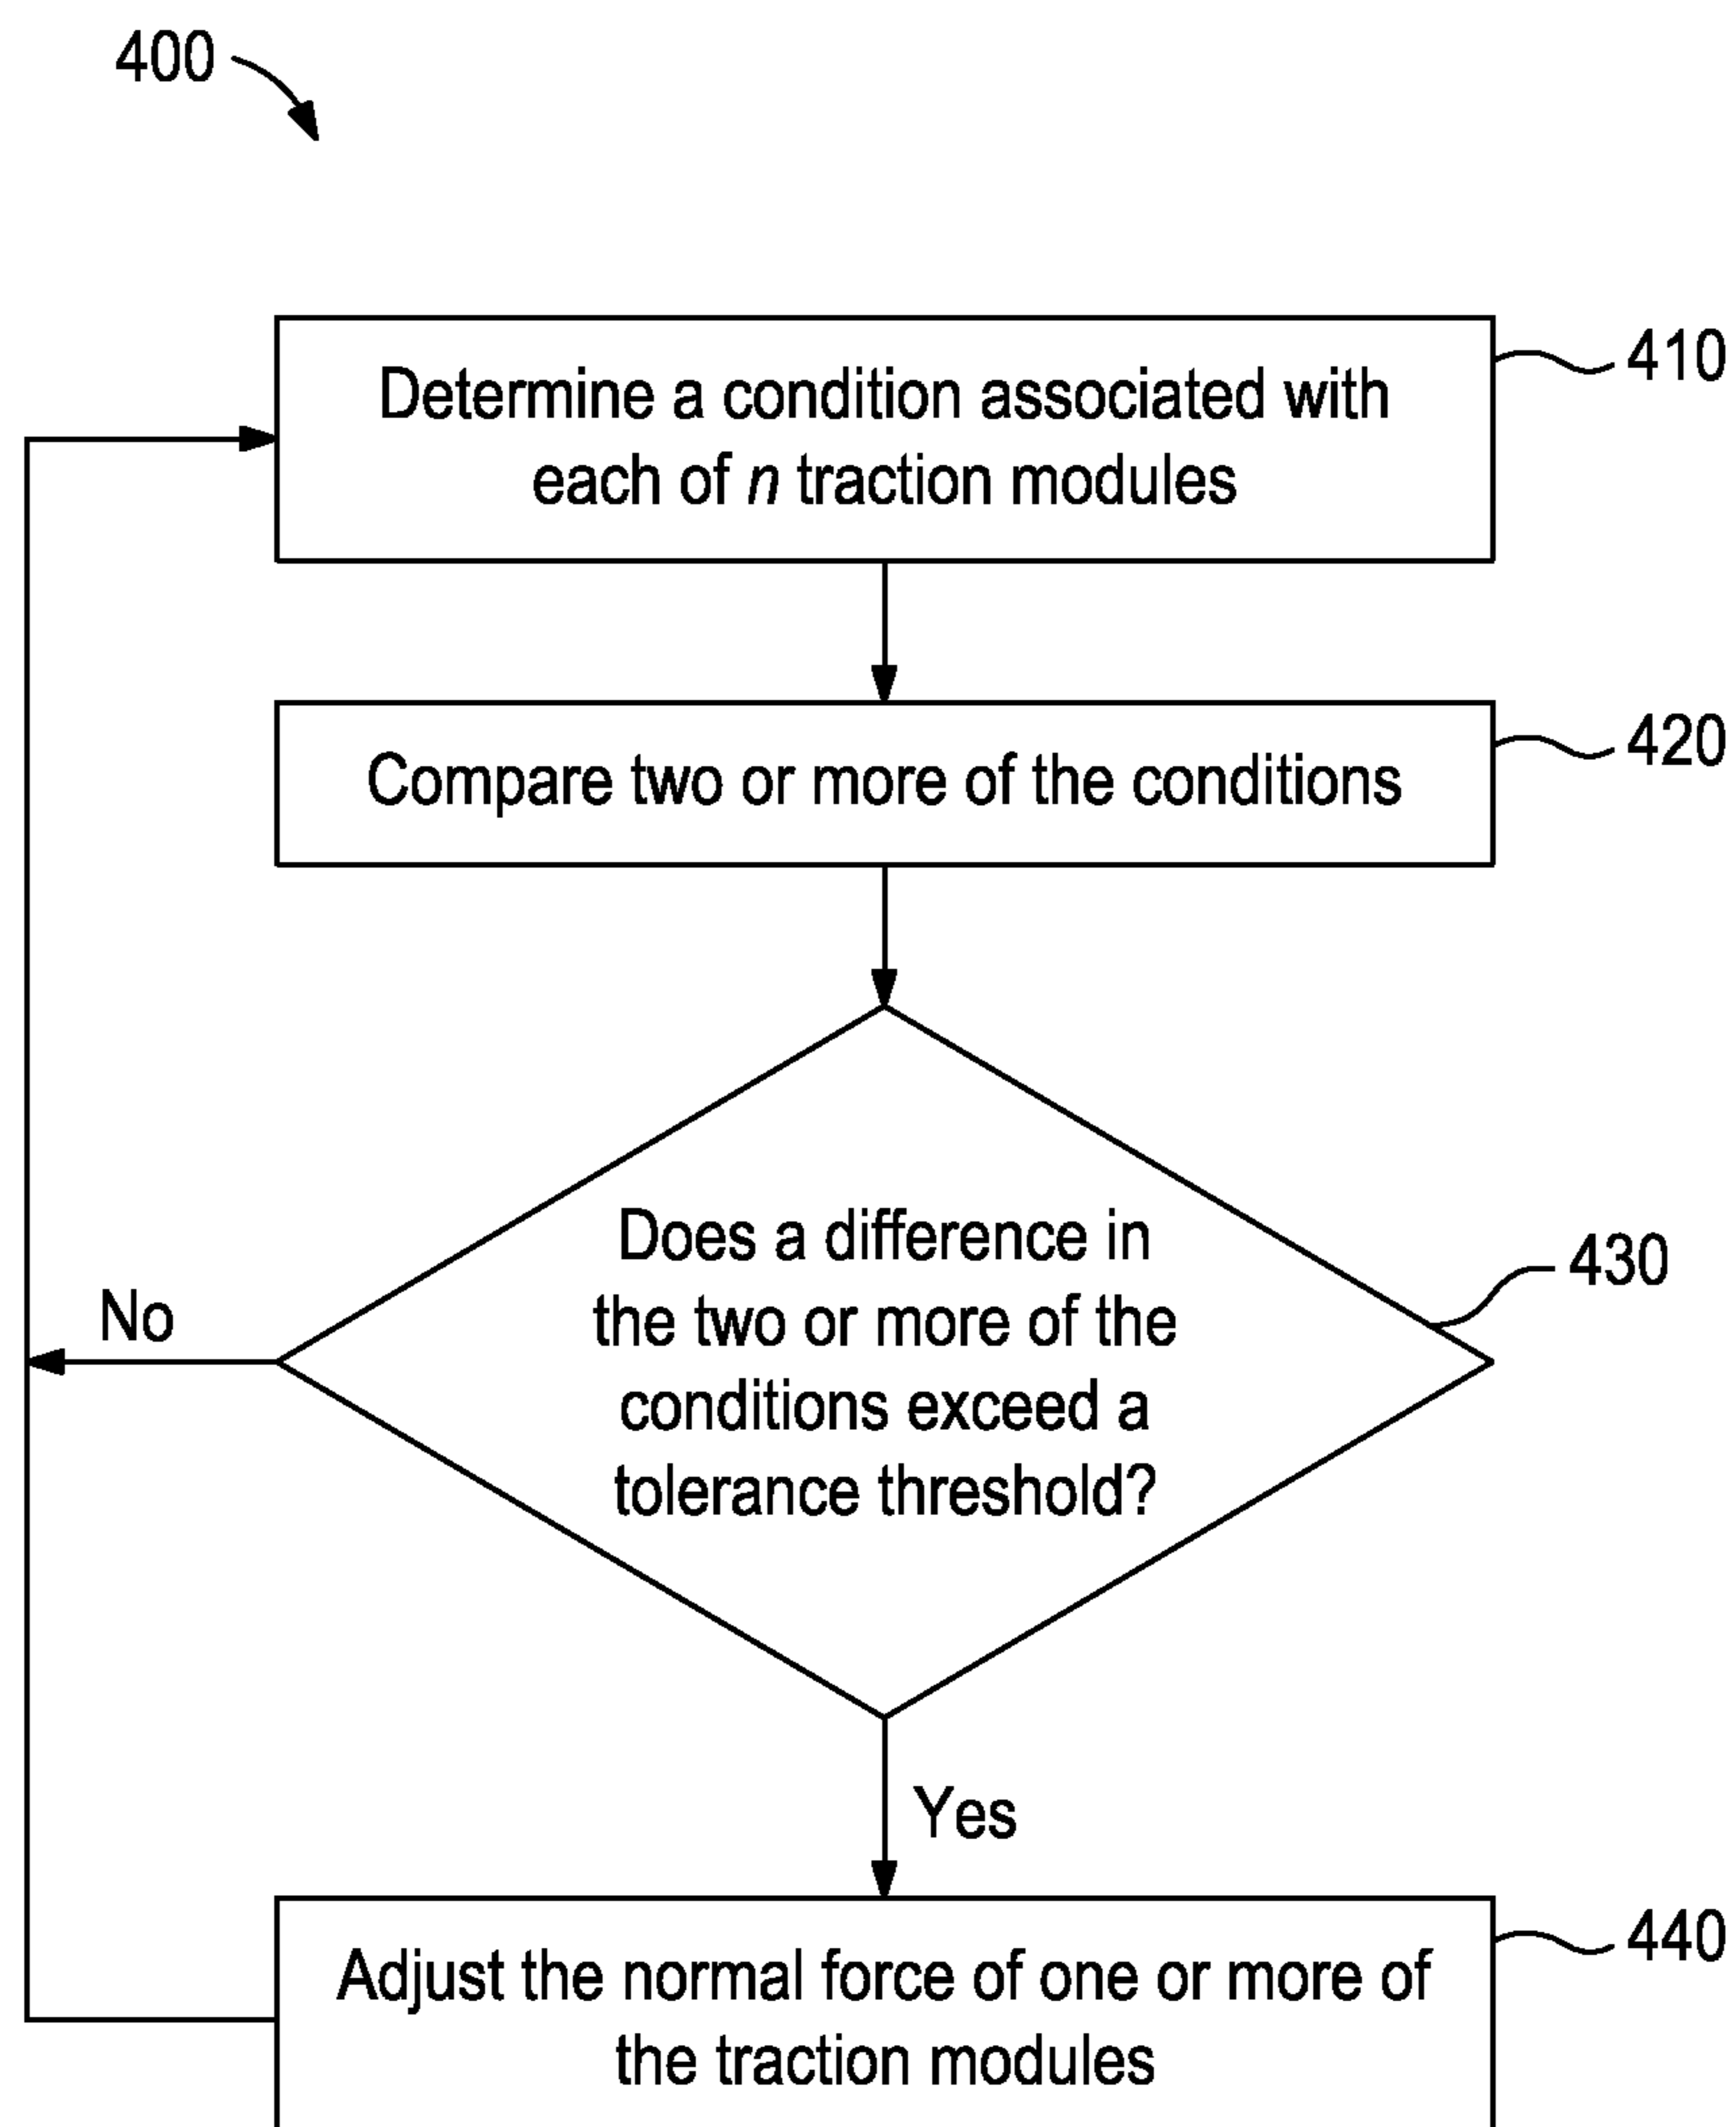 400
Determine a condition associated with
each of n traction modules
410
Compare two or more of the conditions
420
Does a difference in
the two or more of the
conditions exceed a
tolerance threshold?
430
No
Yes
Adjust the normal force of one or more of
the traction modules
440